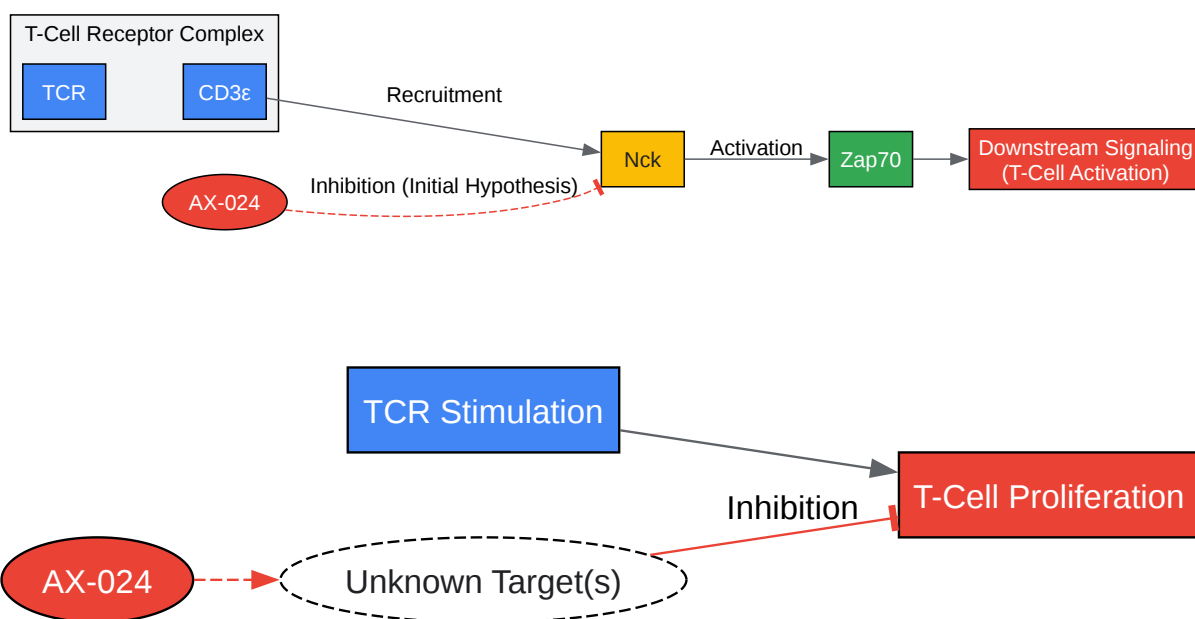 T-Cell Receptor Complex
TCR
CD3ε
Recruitment
Nck
Activation
Zap70
Downstream Signaling
(T-Cell Activation)
Inhibition (Initial Hypothesis)
AX-024
TCR Stimulation
T-Cell Proliferation
Inhibition
AX-024
Unknown Target(s)